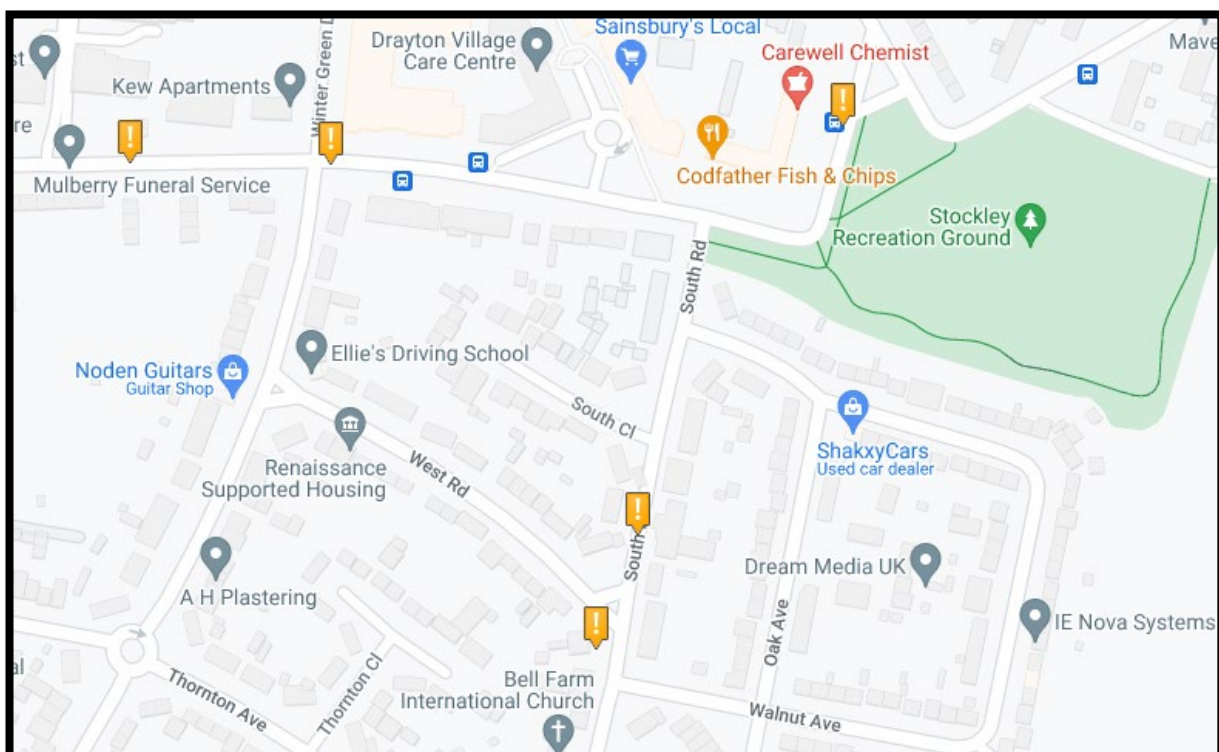 Sainsbury's Local
Drayton Village
Care Centre
Carewell Chemist
Mave
st
Kew Apartments
Winter Green D
re
Mulberry Funeral Service
Codfather Fish & Chips
Stockley
Recreation Ground
South Rd
Ellie's Driving School
Noden Guitars
Guitar Shop
South Cl
ShakxyCars
Used car dealer
West Rd
Renaissance
Supported Housing
South
Dream Media UK
A H Plastering
Oak Ave
IE Nova Systems
al
Thornton Cl
Bell Farm
International Church
Thornton Ave
Walnut Ave